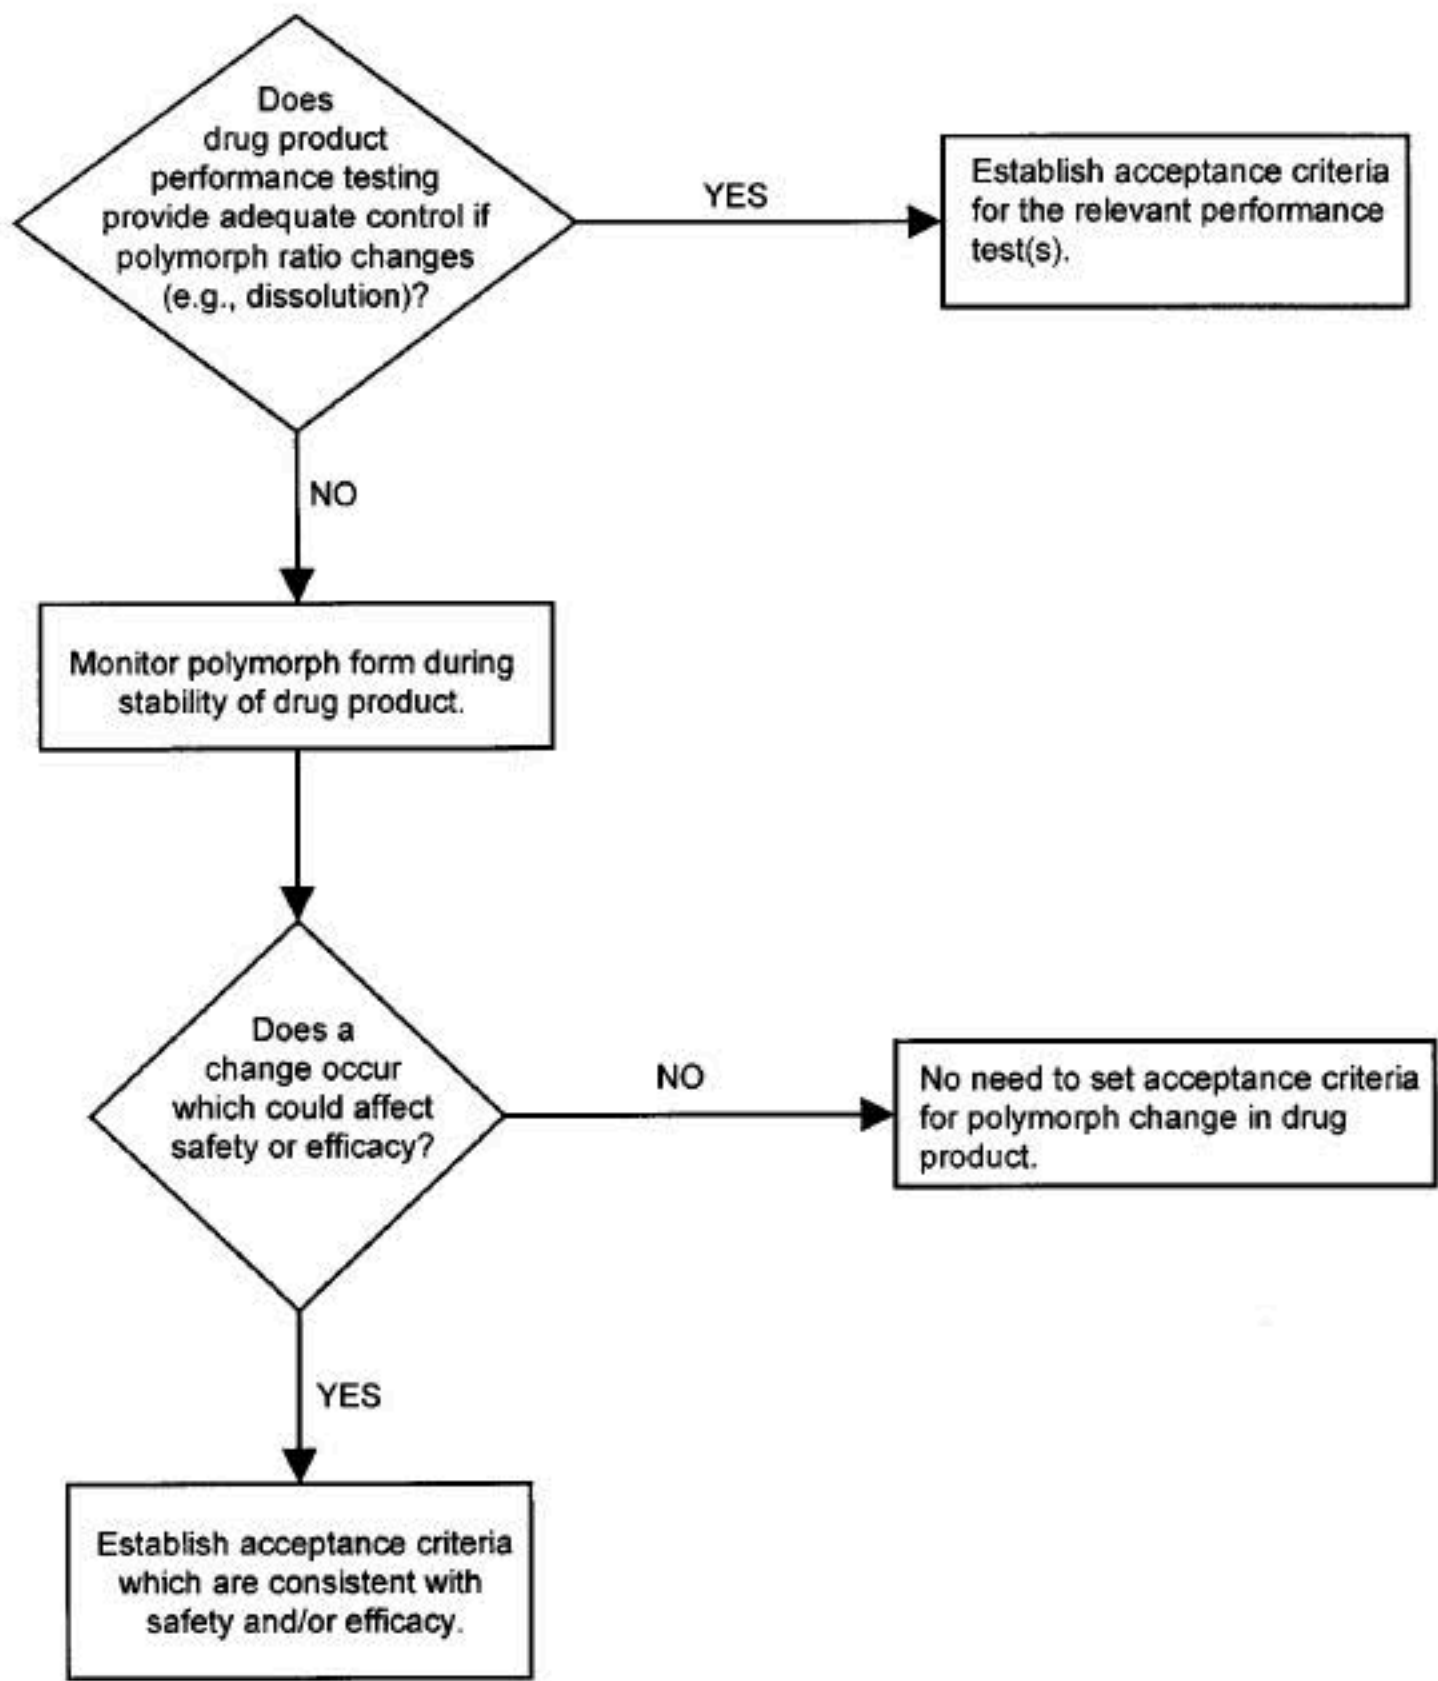 Does
drug product
performance testing
provide adequate control if
polymorph ratio changes
(e.g., dissolution)?
YES
Establish acceptance criteria
for the relevant performance
test(s).
NO
Monitor polymorph form during
stability of drug product.
Does a
change occur
which could affect
safety or efficacy?
NO
No need to set acceptance criteria
for polymorph change in drug
product.
YES
Establish acceptance criteria
which are consistent with
safety and/or efficacy.